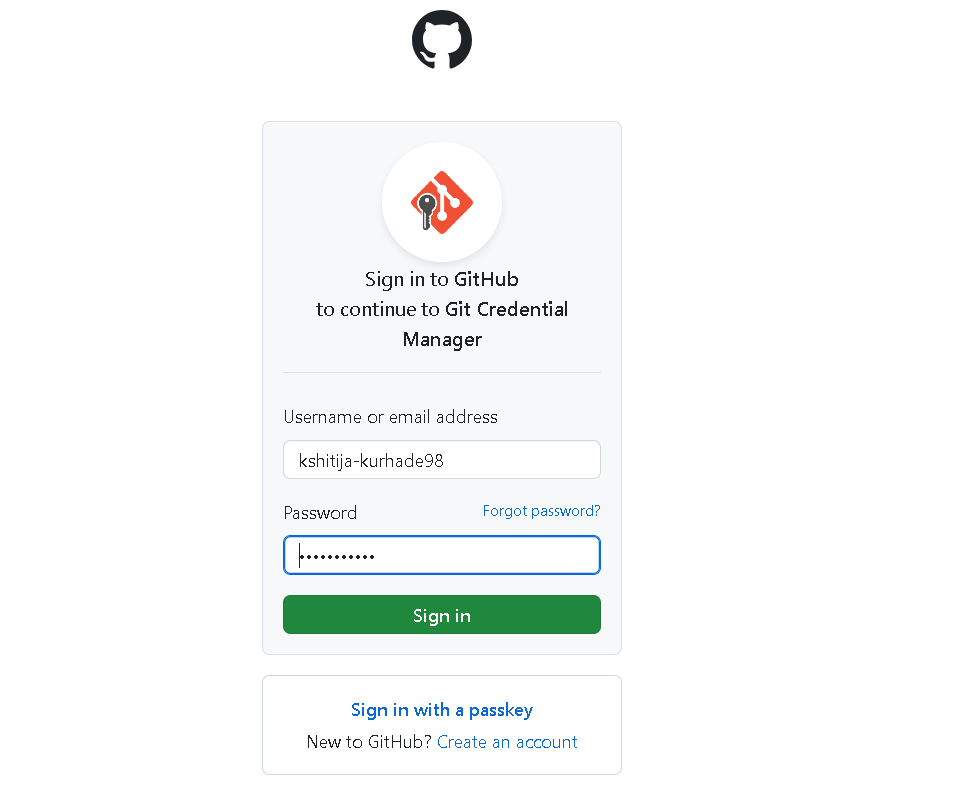 Sign in to GitHub
to continue to Git Credential
Manager
Username or email address
kshitija-kurhade98
Password Forgot password?
•••••••••••
Sign in
Sign in with a passkey
New to GitHub? Create an account